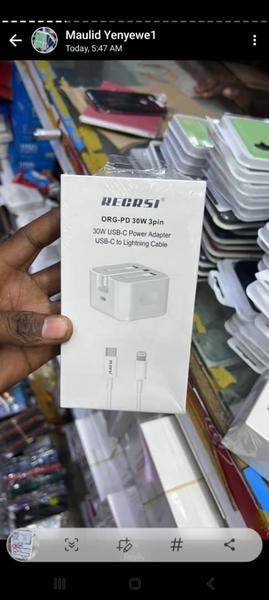 Maulid Yenyewe1
Today, 5:47 AM
RECRSI
ORG-PD 30W 3pin
30W USB-C Power Adapter
USB-C to Lightning Cable